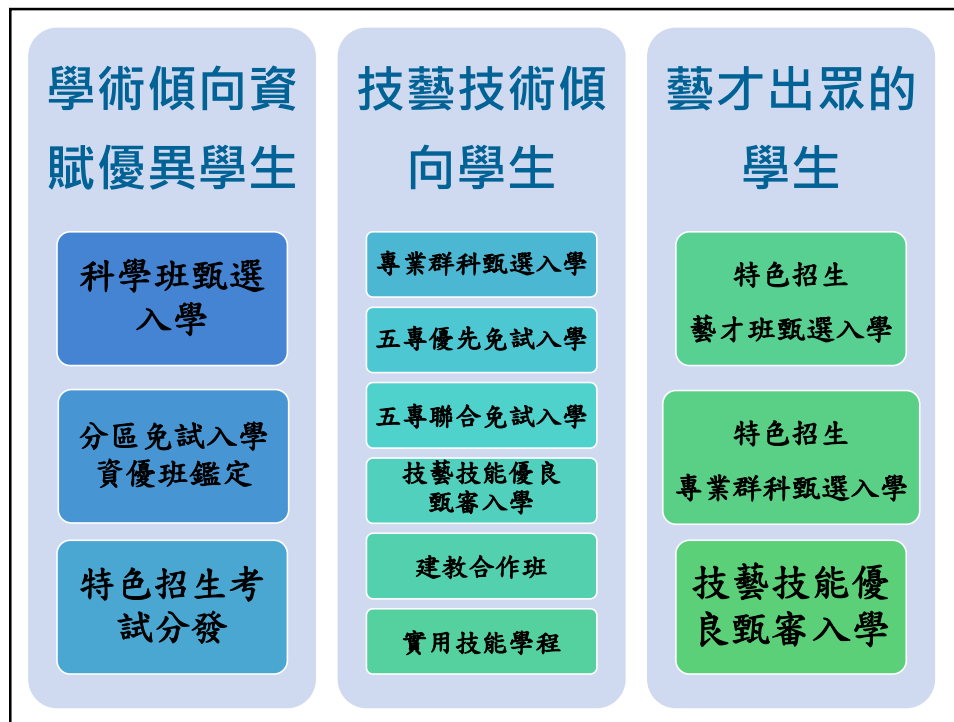 學術傾向資
賦優異學生
科學班甄選
入學
分區免試入學
資優班鑑定
特色招生考
試分發
技藝技術傾
向學生
專業群科甄選入學
五專優先免試入學
五專聯合免試入學
技藝技能優良
甄審入學
建教合作班
實用技能學程
藝才出眾的
學生
特色招生
藝才班甄選入學
特色招生
專業群科甄選入學
技藝技能優
良甄審入學